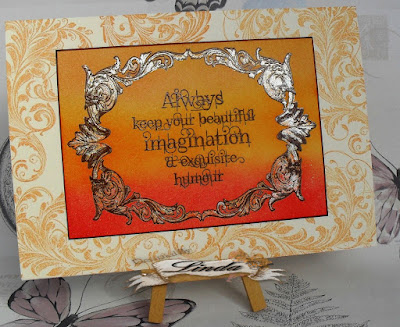 Always
keep your beautiful
imagination
& exquisite
humour
Linda